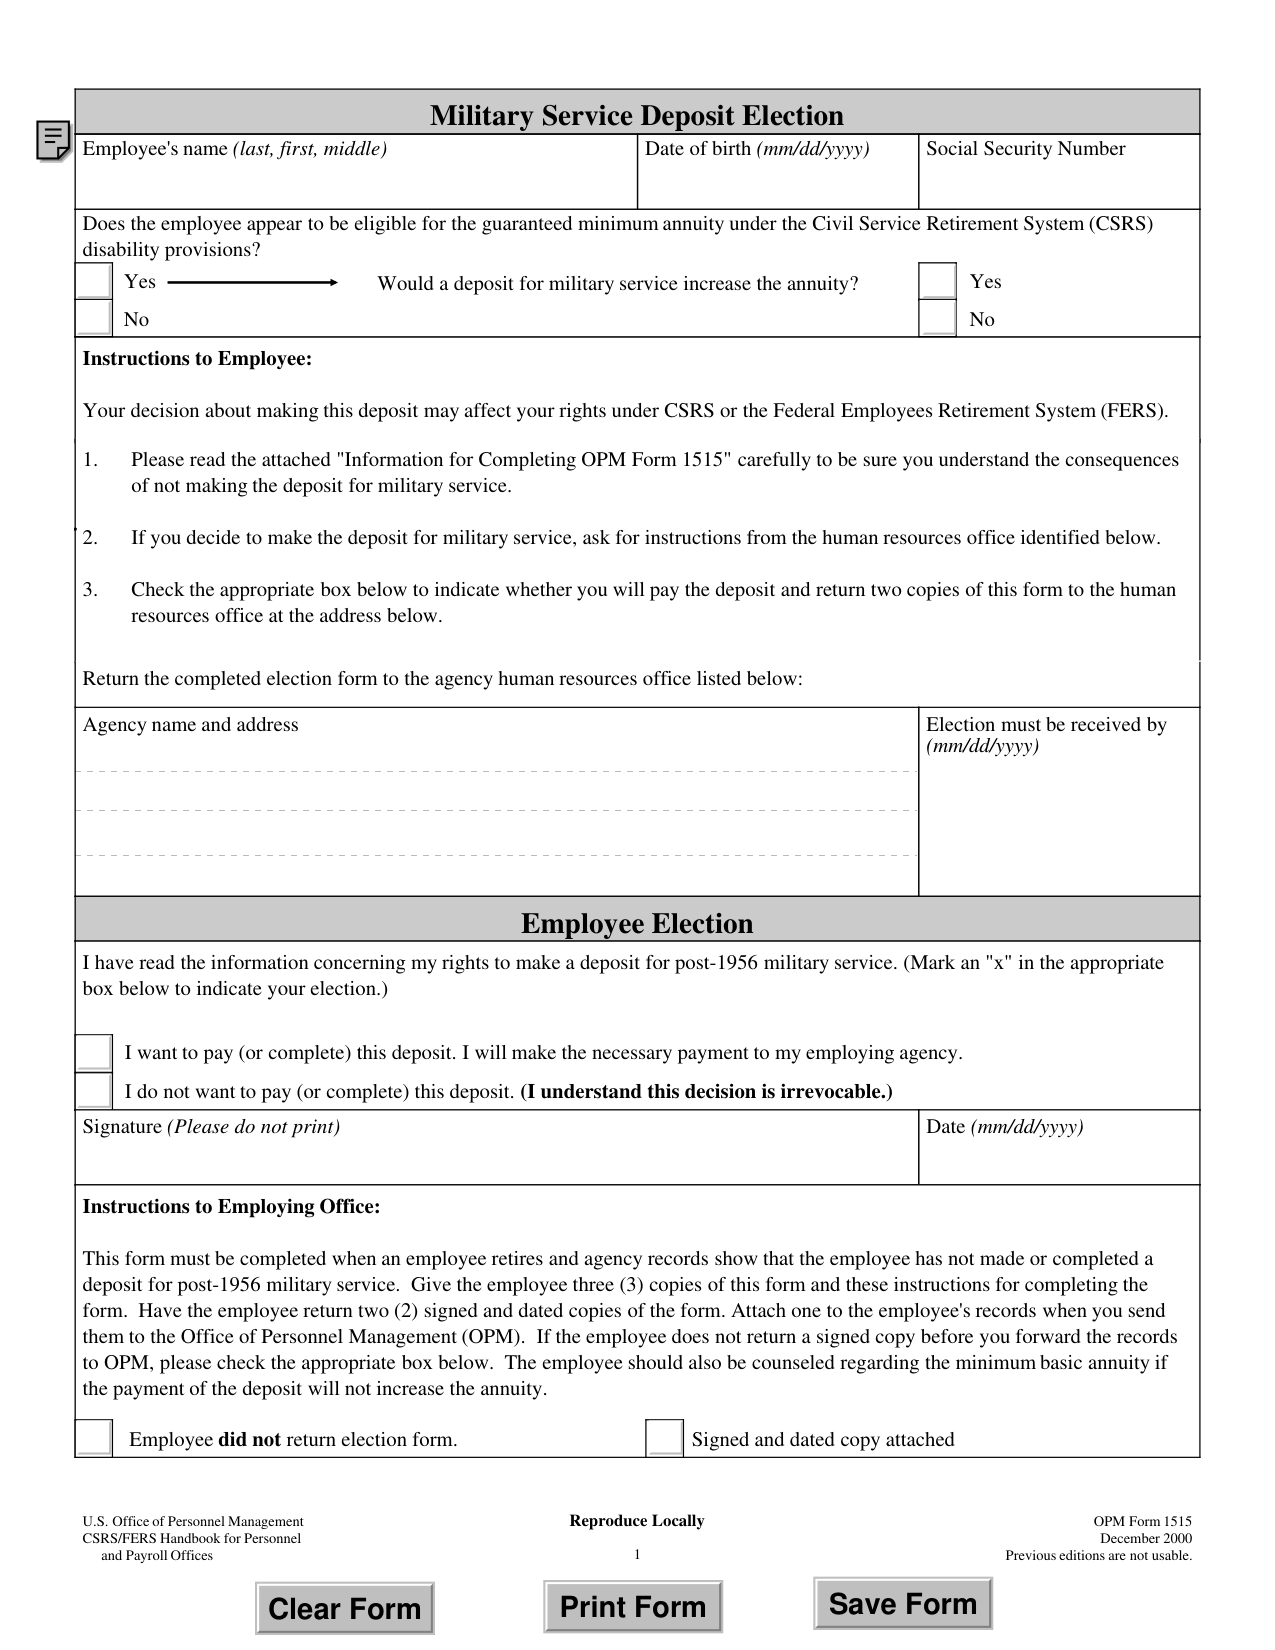 Military Service Deposit Election
Employee's name (last, first, middle)
Date of birth (mm/dd/yyyy)
Social Security Number
Does the employee appear to be eligible for the guaranteed minimum annuity under the Civil Service Retirement System (CSRS)
disability provisions?
Yes
Would a deposit for military service increase the annuity?
Yes
No
No
Instructions to Employee:
Your decision about making this deposit may affect your rights under CSRS or the Federal Employees Retirement System (FERS).
1. Please read the attached "Information for Completing OPM Form 1515" carefully to be sure you understand the consequences
of not making the deposit for military service.
2. If you decide to make the deposit for military service, ask for instructions from the human resources office identified below.
3. Check the appropriate box below to indicate whether you will pay the deposit and return two copies of this form to the human
resources office at the address below.
Return the completed election form to the agency human resources office listed below:
Agency name and address
Election must be received by
(mm/dd/yyyy)
Employee Election
I have read the information concerning my rights to make a deposit for post-1956 military service. (Mark an "x" in the appropriate
box below to indicate your election.)
I want to pay (or complete) this deposit. I will make the necessary payment to my employing agency.
I do not want to pay (or complete) this deposit. (I understand this decision is irrevocable.)
Signature (Please do not print)
Date (mm/dd/yyyy)
Instructions to Employing Office:
This form must be completed when an employee retires and agency records show that the employee has not made or completed a
deposit for post-1956 military service. Give the employee three (3) copies of this form and these instructions for completing the
form. Have the employee return two (2) signed and dated copies of the form. Attach one to the employee's records when you send
them to the Office of Personnel Management (OPM). If the employee does not return a signed copy before you forward the records
to OPM, please check the appropriate box below. The employee should also be counseled regarding the minimum basic annuity if
the payment of the deposit will not increase the annuity.
Employee did not return election form.
Signed and dated copy attached
U.S. Office of Personnel Management
CSRS/FERS Handbook for Personnel
and Payroll Offices
Reproduce Locally
1
OPM Form 1515
December 2000
Previous editions are not usable.
Clear Form
Print Form
Save Form